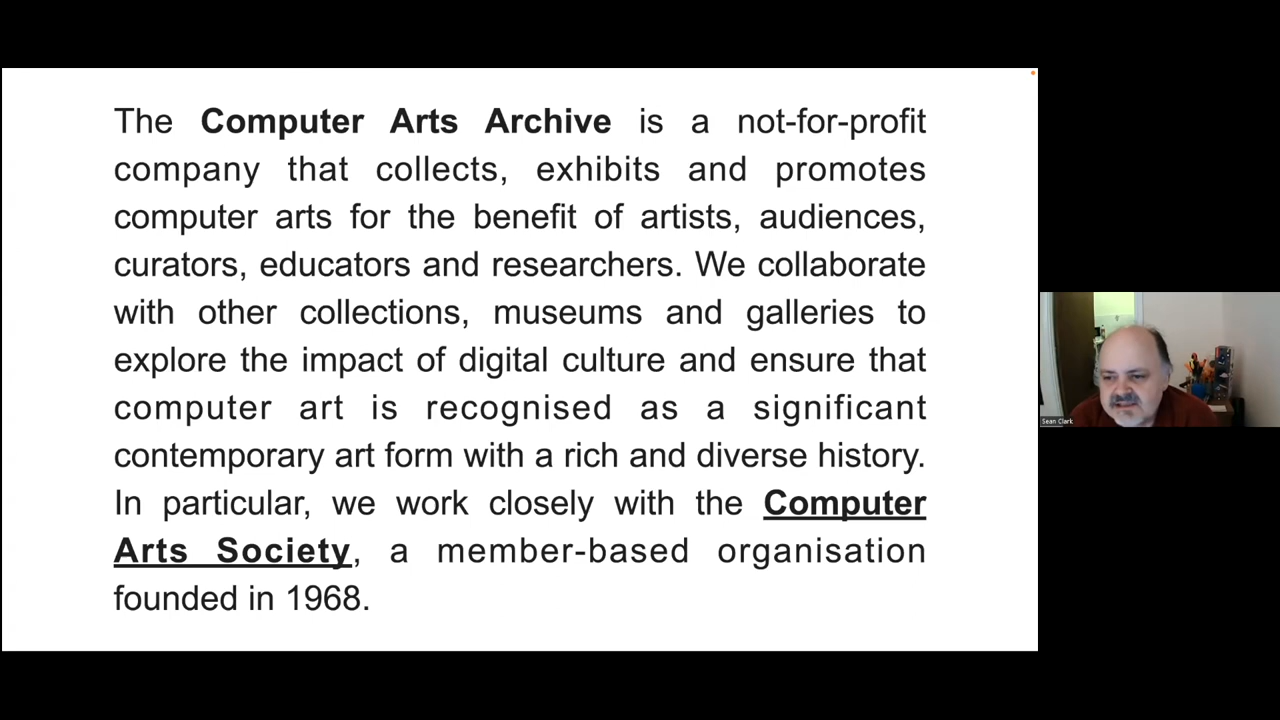 The Computer Arts Archive is a not-for-profit
company that collects, exhibits and promotes
computer arts for the benefit of artists, audiences,
curators, educators and researchers. We collaborate
with other collections, museums and galleries to
explore the impact of digital culture and ensure that
computer art is recognised as a significant
contemporary art form with a rich and diverse history.
In particular, we work closely with the Computer
Arts Society, a member-based organisation
founded in 1968.
Sean Clark